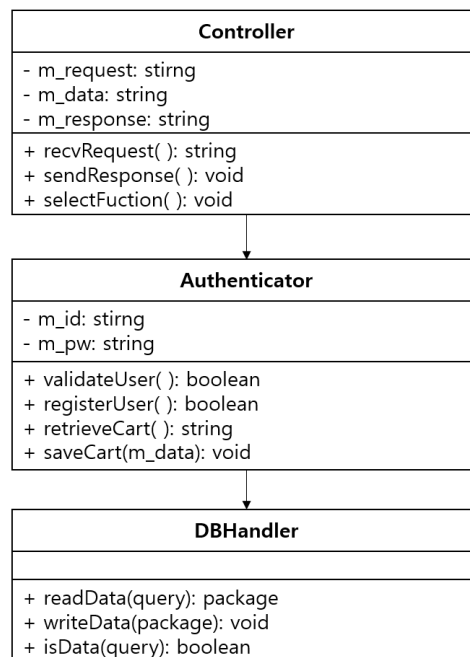 Controller
- m_request: stirng
- m_data: string
- m_response: string
+ recvRequest( ): string
+ sendResponse( ): void
+ selectFuction( ): void
Authenticator
- m_id: stirng
- m_pw: string
+ validateUser( ): boolean
+ registerUser( ): boolean
+ retrieveCart( ): string
+ saveCart(m_data): void
DBHandler
+ readData(query): package
+ writeData(package): void
+ isData(query): boolean